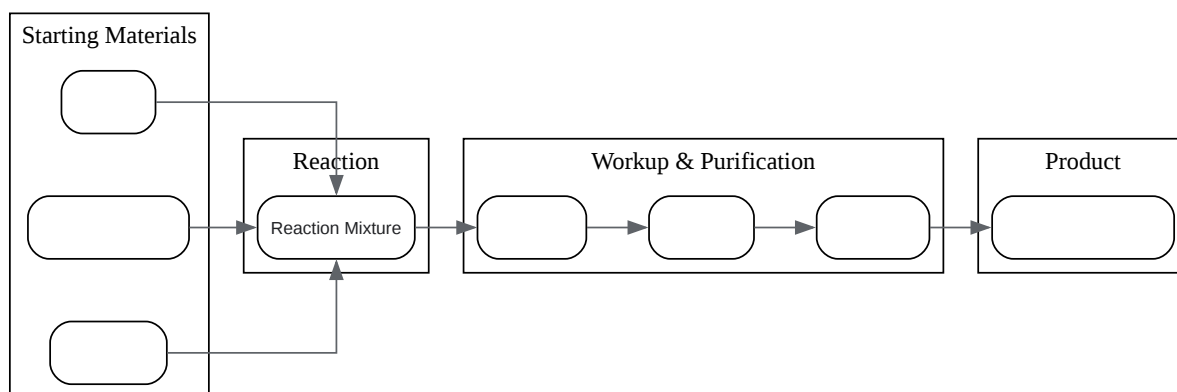 Starting Materials
Reaction
Reaction Mixture
Workup & Purification
Product